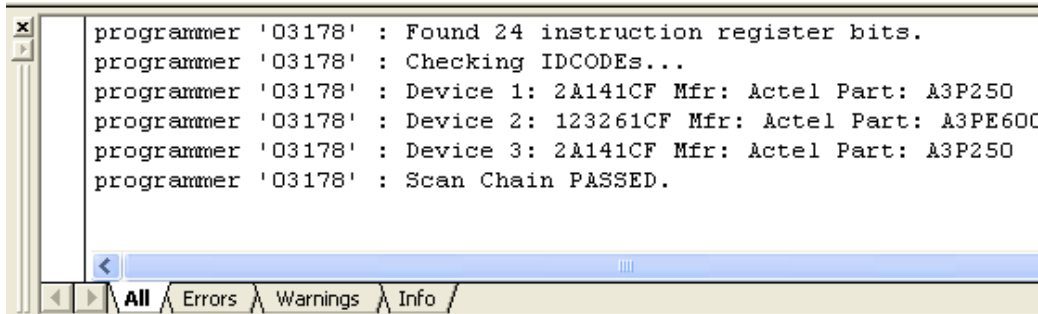 programmer '03178' : Found 24 instruction register bits.
programmer '03178' : Checking IDCODEs...
programmer '03178' : Device 1: 2A141CF Mfr: Actel Part: A3P250
programmer '03178' : Device 2: 123261CF Mfr: Actel Part: A3PE600
programmer '03178' : Device 3: 2A141CF Mfr: Actel Part: A3P250
programmer '03178' : Scan Chain PASSED.
All Errors Warnings Info